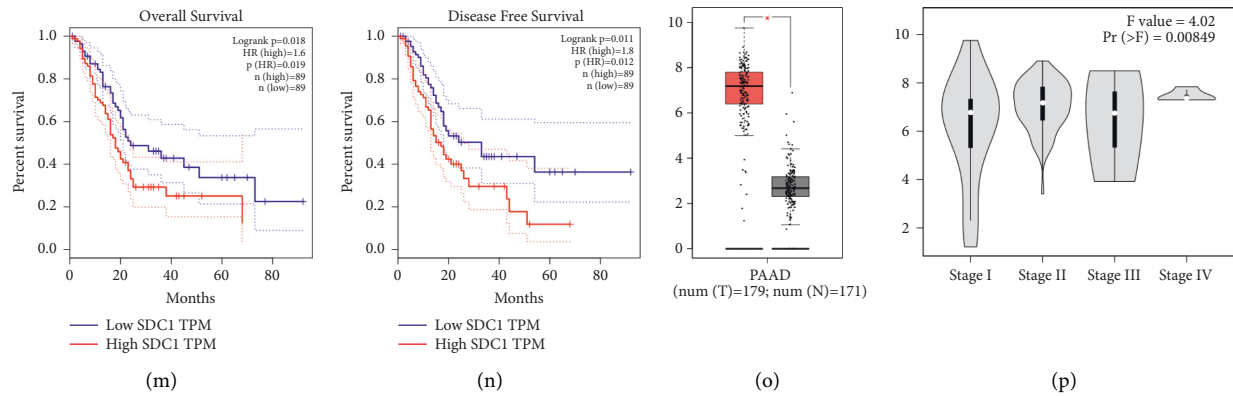 Overall Survival
Logrank p=0.018
HR (high)=1.6
p (HR)=0.019
n (high)=89
n (low)=89
Percent survival
1.0
0.8
0.6
0.4
0.2
0.0
0 20 40 60 80
Months
Low SDC1 TPM
High SDC1 TPM
(m)
Disease Free Survival
Logrank p=0.011
HR (high)=1.8
p (HR)=0.012
n (high)=89
n (low)=89
Percent survival
1.0
0.8
0.6
0.4
0.2
0.0
0 20 40 60 80
Months
Low SDC1 TPM
High SDC1 TPM
(n)
*
10
8
6
4
2
0
PAAD
(num (T)=179; num (N)=171)
(o)
F value = 4.02
Pr (>F) = 0.00849
10
8
6
4
2
Stage I Stage II Stage III Stage IV
(p)